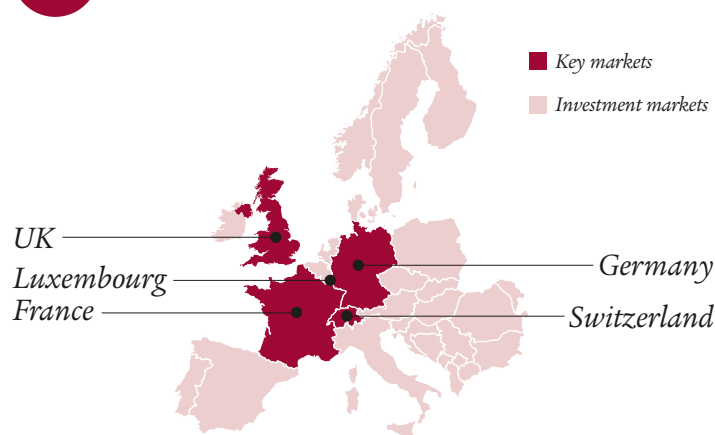 Key markets
Investment markets
UK
Luxembourg
France
Germany
Switzerland